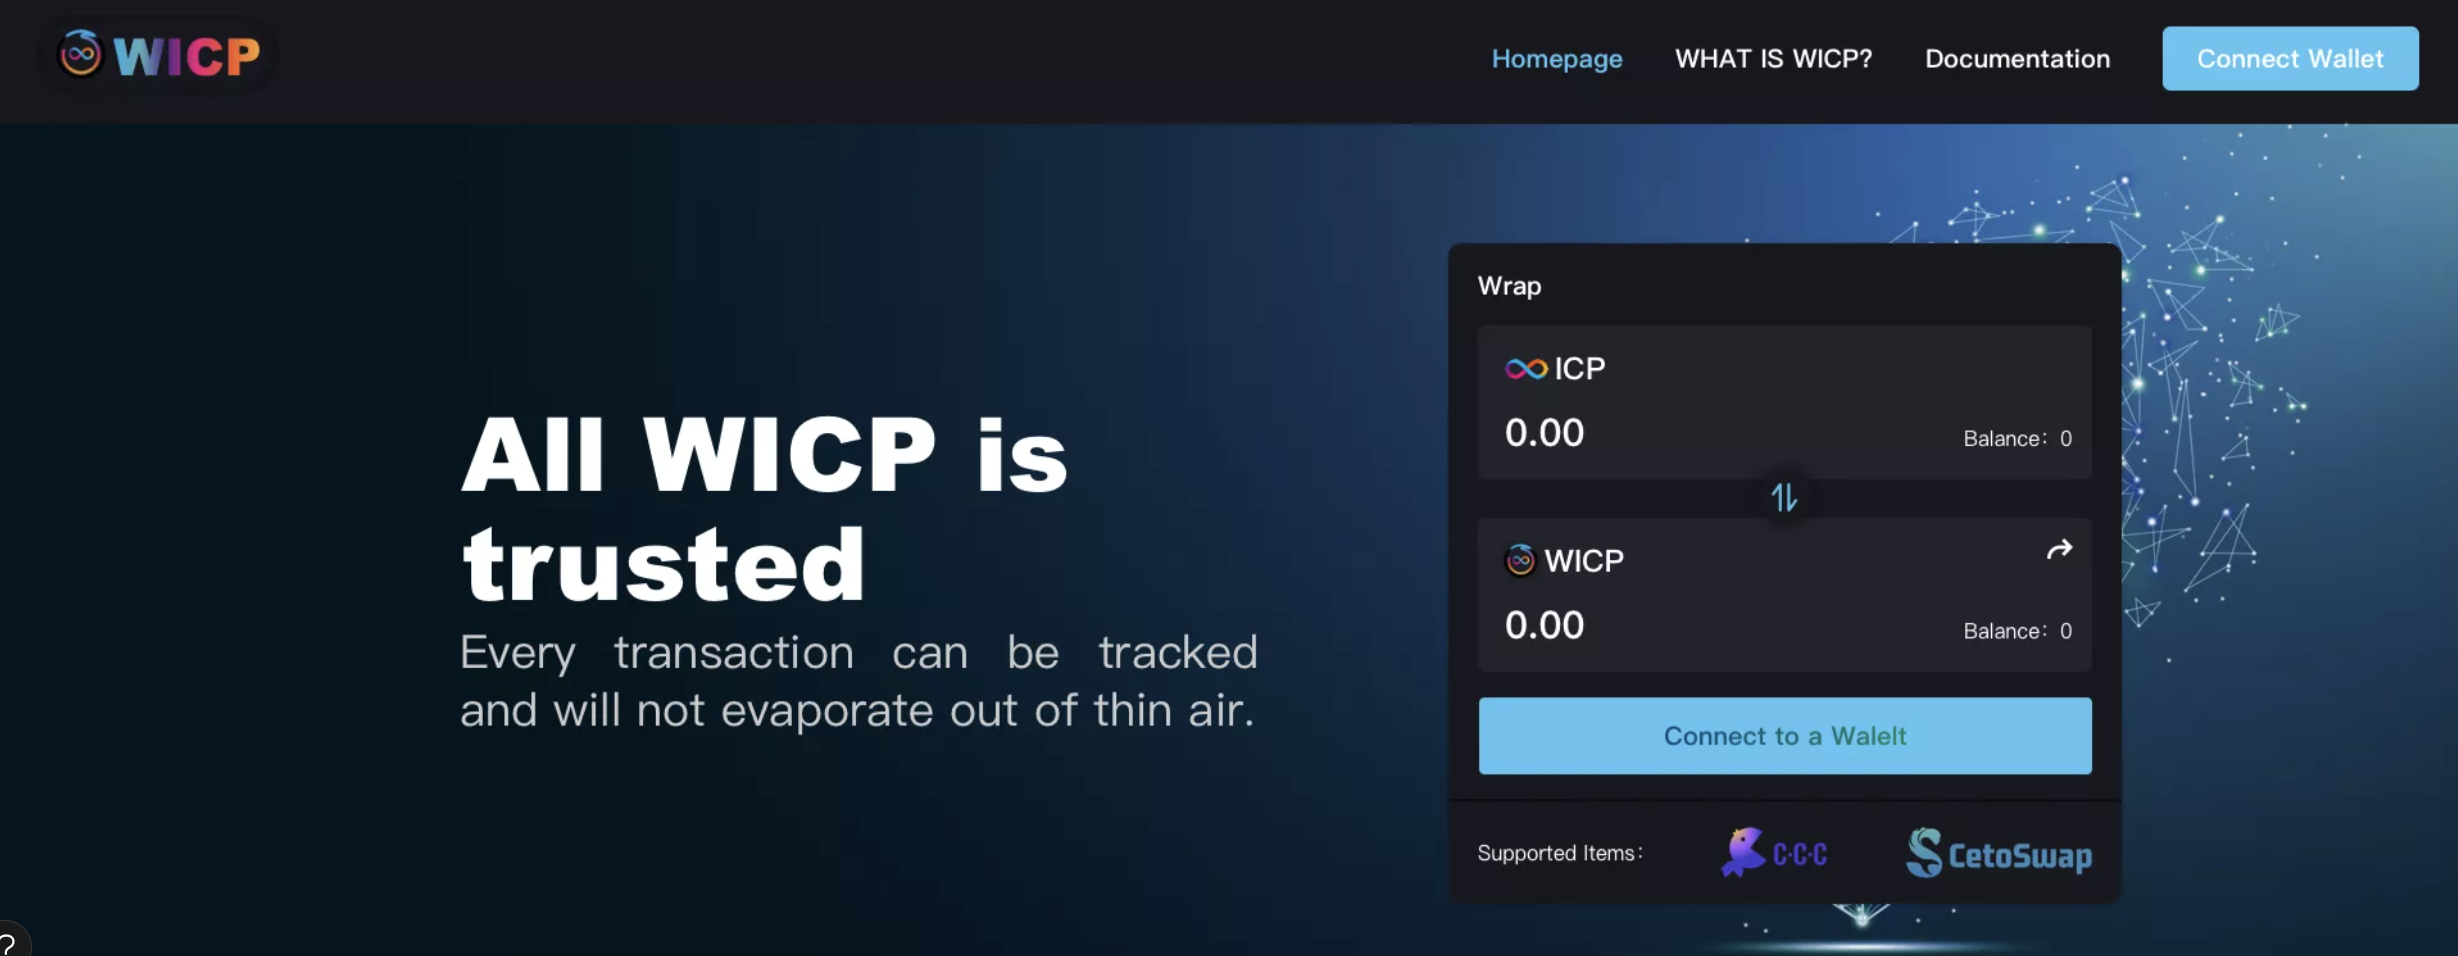 WICP
Homepage
WHAT IS WICP?
Documentation
Connect Wallet
All WICP is
trusted
Every transaction can be tracked
and will not evaporate out of thin air.
Wrap
ICP
0.00
Balance: 0
WICP
0.00
Balance: 0
Connect to a Walelt
Supported Items:
C·C·C
CetoSwap
?